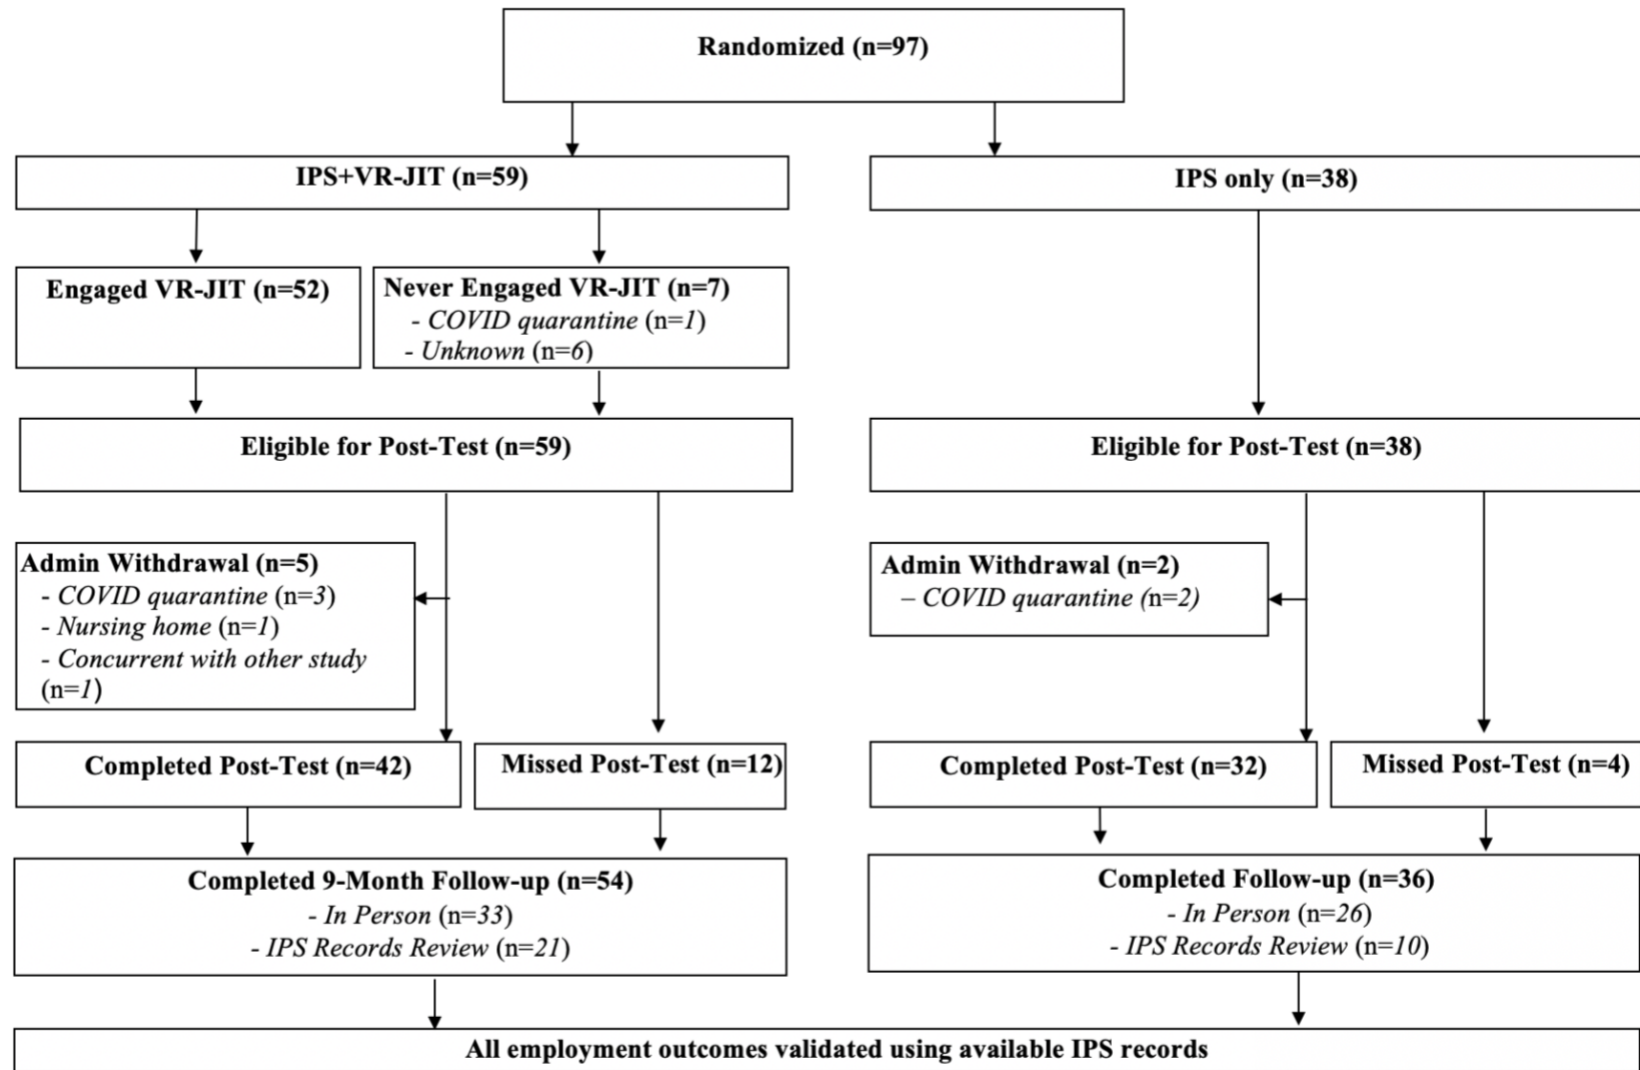 Randomized (n=97)
IPS+VR-JIT (n=59)
IPS only (n=38)
Engaged VR-JIT (n=52)
Never Engaged VR-JIT (n=7)
- COVID quarantine (n=1)
- Unknown (n=6)
Eligible for Post-Test (n=59)
Eligible for Post-Test (n=38)
Admin Withdrawal (n=5)
- COVID quarantine (n=3)
- Nursing home (n=1)
- Concurrent with other study
(n=1)
Admin Withdrawal (n=2)
– COVID quarantine (n=2)
Completed Post-Test (n=42)
Missed Post-Test (n=12)
Completed Post-Test (n=32)
Missed Post-Test (n=4)
Completed 9-Month Follow-up (n=54)
- In Person (n=33)
- IPS Records Review (n=21)
Completed Follow-up (n=36)
- In Person (n=26)
- IPS Records Review (n=10)
All employment outcomes validated using available IPS records